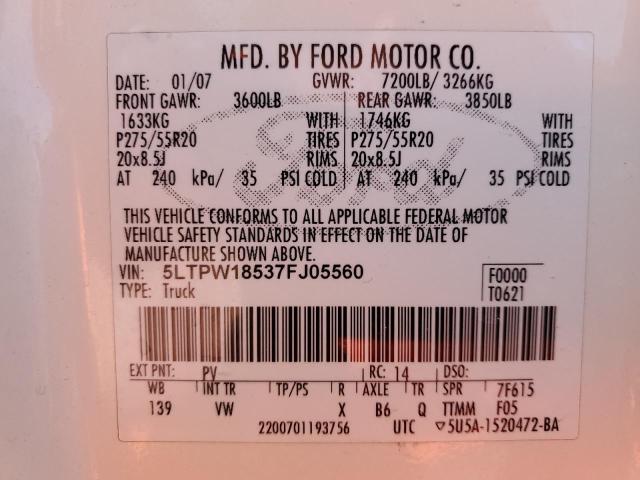 MFD. BY FORD MOTOR CO.
DATE: 01/07 GVWR: 7200LB/ 3266KG
FRONT GAWR: 3600LB REAR GAWR: 3850LB
1633KG WITH 1746KG WITH
P275/55R20 TIRES P275/55R20 TIRES
20x8.5J RIMS 20x8.5J RIMS
AT 240 kPa/ 35 PSI COLD AT 240 kPa/ 35 PSI COLD
THIS VEHICLE CONFORMS TO ALL APPLICABLE FEDERAL MOTOR
VEHICLE SAFETY STANDARDS IN EFFECT ON THE DATE OF
MANUFACTURE SHOWN ABOVE.
VIN: 5LTPW18537FJ05560 F0000
TYPE: Truck T0621
EXT PNT: PV RC: 14 DSO:
WB INT TR TP/PS R AXLE TR SPR 7F615
139 VW X B6 Q TTMM F05
2200701193756 UTC ▽5U5A-1520472-BA
Ford